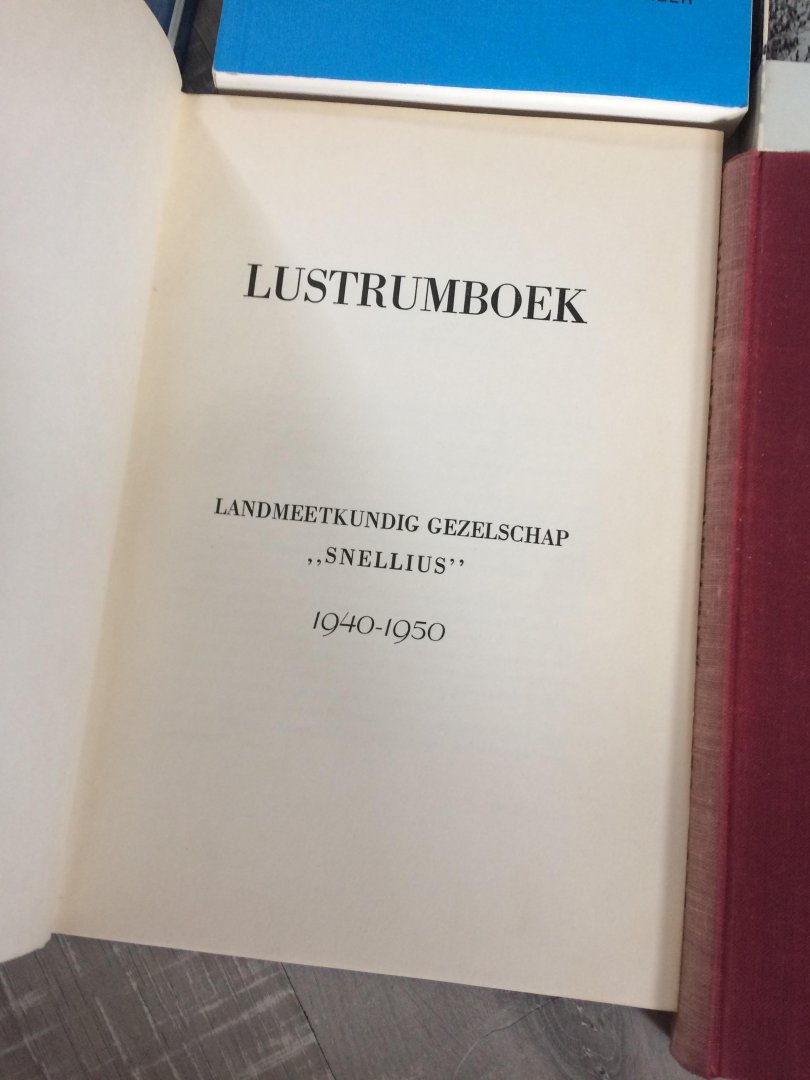 LUSTRUMBOEK
LANDMEETKUNDIG GEZELSCHAP
,,SNELLIUS’’
1940-1950